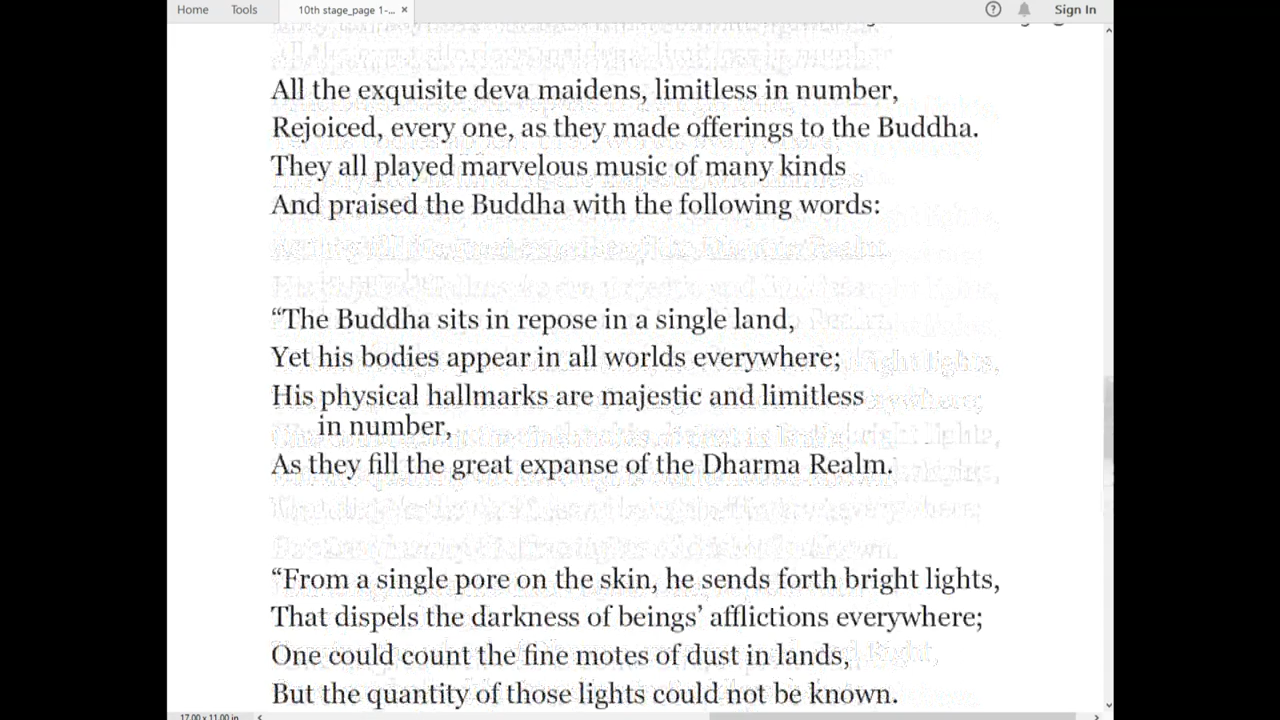 Home Tools 10th stage_page 1-... × ? Sign In
All the exquisite deva maidens, limitless in number,
Rejoiced, every one, as they made offerings to the Buddha.
They all played marvelous music of many kinds
And praised the Buddha with the following words:
“The Buddha sits in repose in a single land,
Yet his bodies appear in all worlds everywhere;
His physical hallmarks are majestic and limitless
in number,
As they fill the great expanse of the Dharma Realm.
“From a single pore on the skin, he sends forth bright lights,
That dispels the darkness of beings’ afflictions everywhere;
One could count the fine motes of dust in lands,
But the quantity of those lights could not be known.
17.00 x 11.00 in